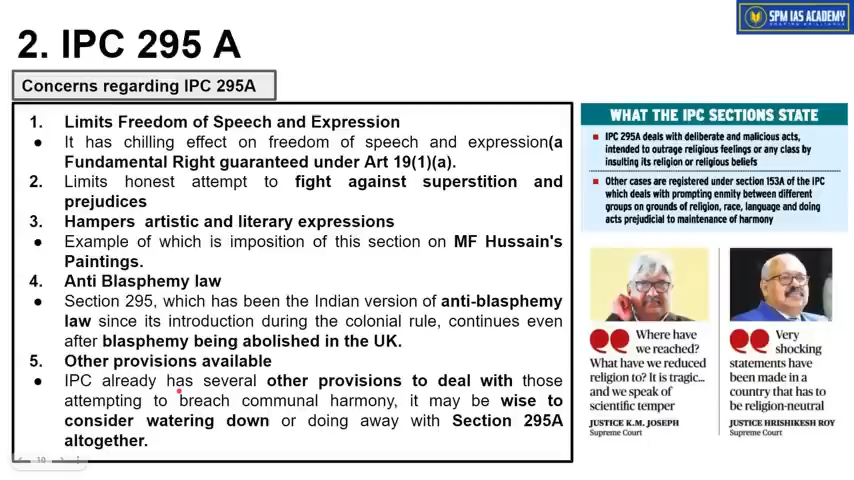 SPM IAS ACADEMY
2. IPC 295 A
Concerns regarding IPC 295A
1. Limits Freedom of Speech and Expression
● It has chilling effect on freedom of speech and expression(a
Fundamental Right guaranteed under Art 19(1)(a).
2. Limits honest attempt to fight against superstition and
prejudices
3. Hampers artistic and literary expressions
● Example of which is imposition of this section on MF Hussain's
Paintings.
4. Anti Blasphemy law
● Section 295, which has been the Indian version of anti-blasphemy
law since its introduction during the colonial rule, continues even
after blasphemy being abolished in the UK.
5. Other provisions available
● IPC already has several other provisions to deal with those
attempting to breach communal harmony, it may be wise to
consider watering down or doing away with Section 295A
altogether.
WHAT THE IPC SECTIONS STATE
IPC 295A deals with deliberate and malicious acts,
intended to outrage religious feelings or any class by
insulting its religion or religious beliefs
Other cases are registered under section 153A of the IPC
which deals with prompting enmity between different
groups on grounds of religion, race, language and doing
acts prejudicial to maintenance of harmony
Where have
we reached?
What have we reduced
religion to? It is tragic...
and we speak of
scientific temper
JUSTICE K.M. JOSEPH
Supreme Court
Very
shocking
statements have
been made in a
country that has to
be religion-neutral
JUSTICE HRISHIKESH ROY
Supreme Court
10